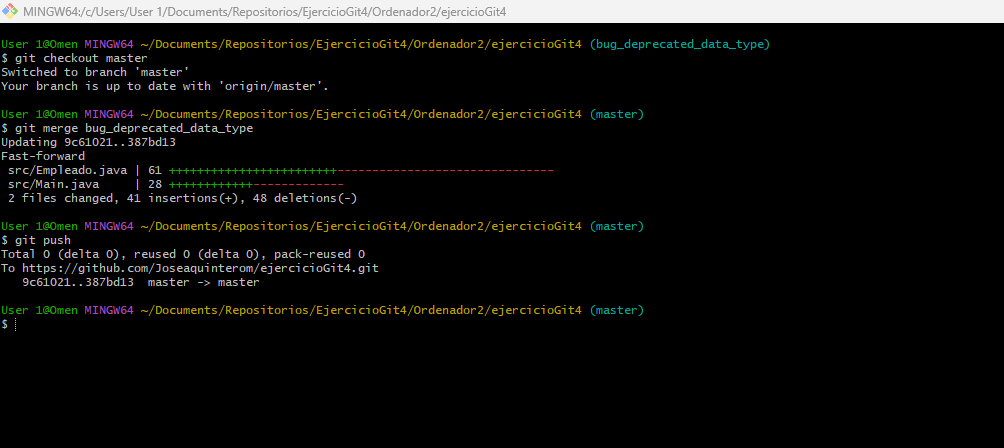 MINGW64:/c/Users/User 1/Documents/Repositorios/EjercicioGit4/Ordenador2/ejercicioGit4
User 1@Omen MINGW64 ~/Documents/Repositorios/EjercicioGit4/Ordenador2/ejercicioGit4 (bug_deprecated_data_type)
$ git checkout master
Switched to branch 'master'
Your branch is up to date with 'origin/master'.
User 1@Omen MINGW64 ~/Documents/Repositorios/EjercicioGit4/Ordenador2/ejercicioGit4 (master)
$ git merge bug_deprecated_data_type
Updating 9c61021..387bd13
Fast-forward
 src/Empleado.java | 61 ++++++++++++++++++++++++-------------------------------
 src/Main.java     | 28 ++++++++++++-------------
 2 files changed, 41 insertions(+), 48 deletions(-)
User 1@Omen MINGW64 ~/Documents/Repositorios/EjercicioGit4/Ordenador2/ejercicioGit4 (master)
$ git push
Total 0 (delta 0), reused 0 (delta 0), pack-reused 0
To https://github.com/Joseaquinterom/ejercicioGit4.git
   9c61021..387bd13  master -> master
User 1@Omen MINGW64 ~/Documents/Repositorios/EjercicioGit4/Ordenador2/ejercicioGit4 (master)
$